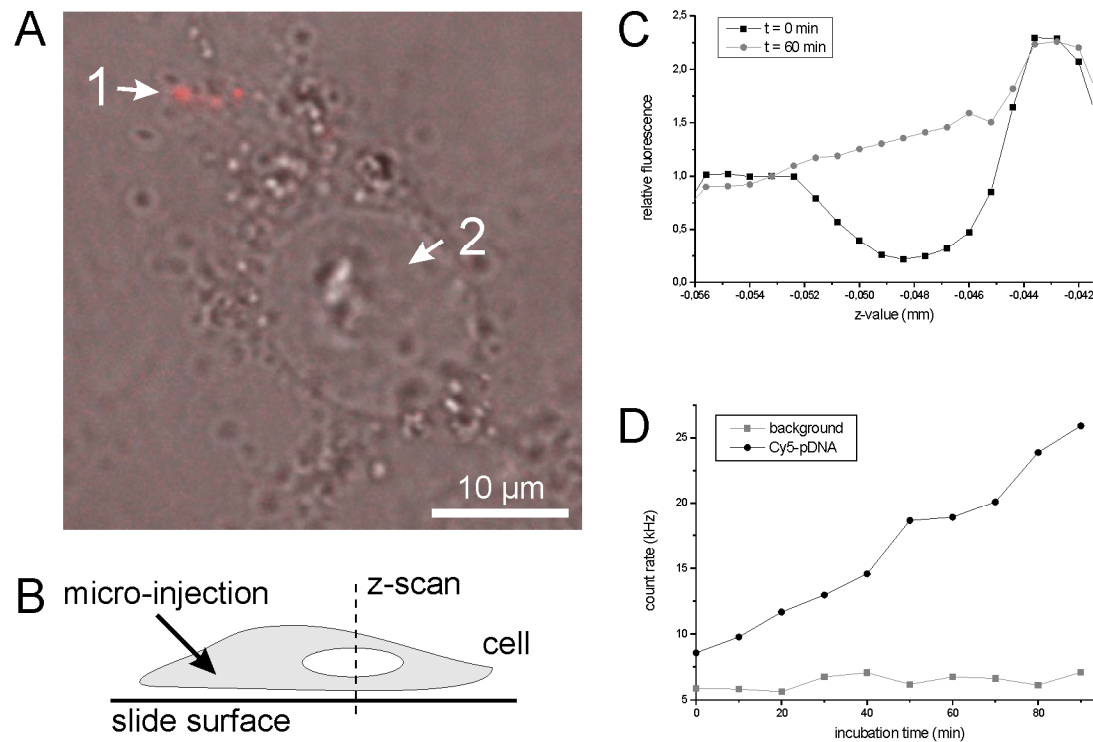 A
1
2
10 µm
B
micro-injection
z-scan
cell
slide surface
C
t = 0 min
t = 60 min
2,5
2,0
1,5
1,0
0,5
0,0
relative fluorescence
-0,056 -0,054 -0,052 -0,050 -0,048 -0,046 -0,044 -0,042
z-value (mm)
D
background
Cy5-pDNA
25
20
15
10
5
count rate (kHz)
0 20 40 60 80
incubation time (min)